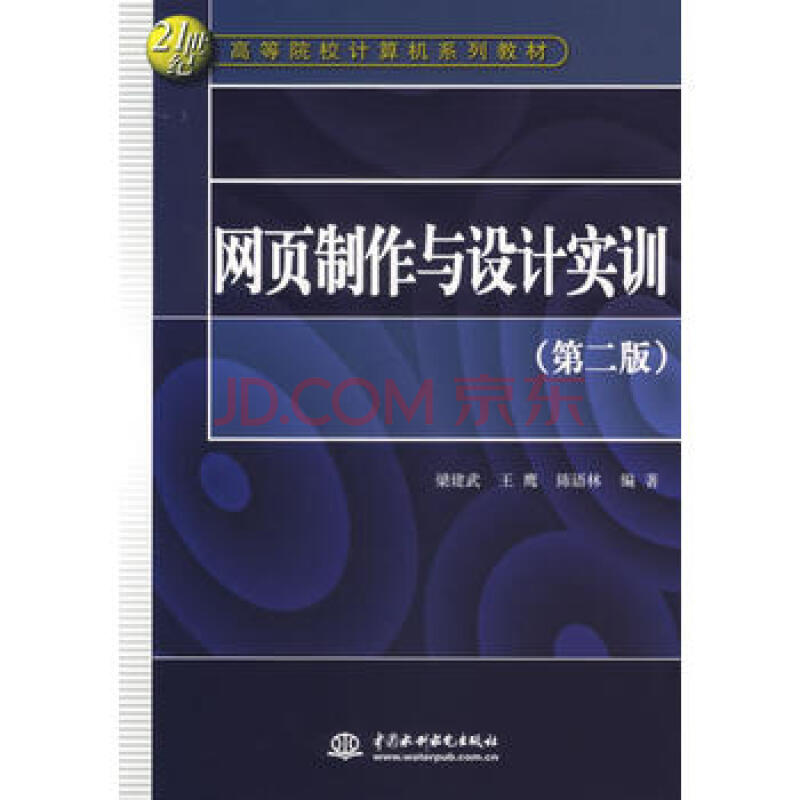 21世纪
高等院校计算机系列教材
网页制作与设计实训
（第二版）
JD.COM 京东
梁建武 王鹰 陈语林 编著
中国水利水电出版社
www.waterpub.com.cn